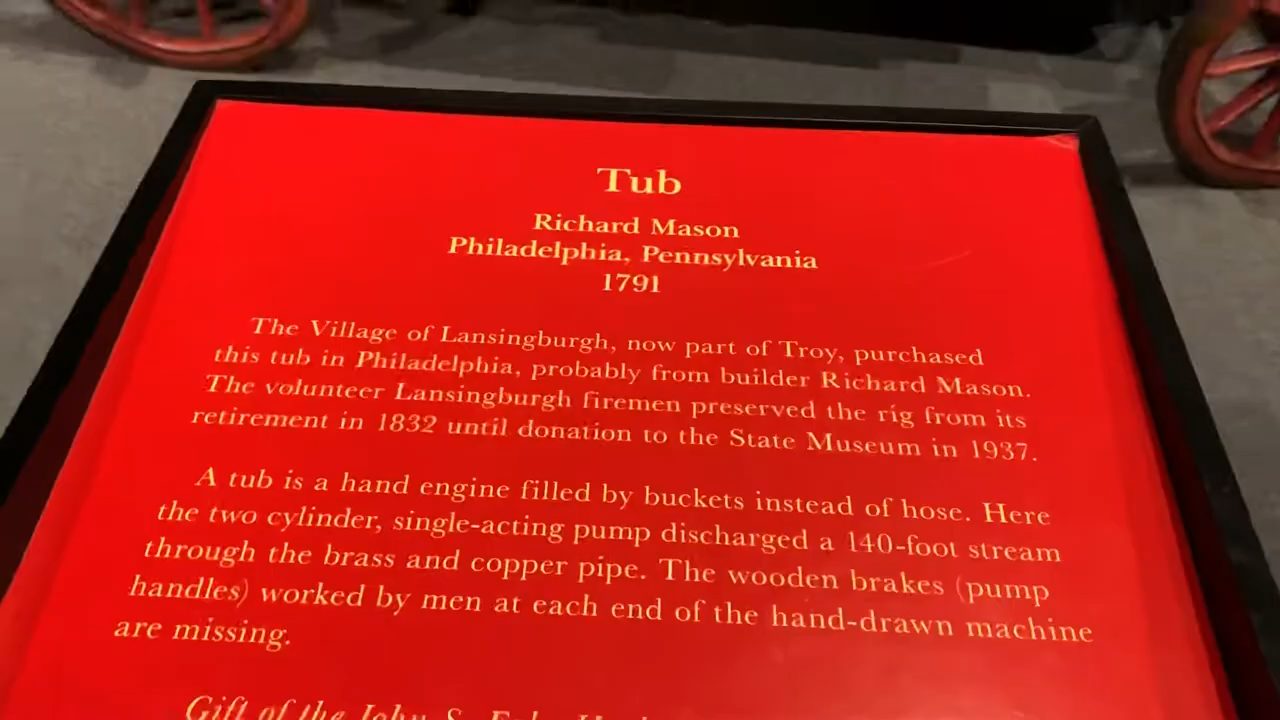 Tub
Richard Mason
Philadelphia, Pennsylvania
1791
The Village of Lansingburgh, now part of Troy, purchased
this tub in Philadelphia, probably from builder Richard Mason.
The volunteer Lansingburgh firemen preserved the rig from its
retirement in 1832 until donation to the State Museum in 1937.
A tub is a hand engine filled by buckets instead of hose. Here
the two cylinder, single-acting pump discharged a 140-foot stream
through the brass and copper pipe. The wooden brakes (pump
handles) worked by men at each end of the hand-drawn machine
are missing.
Gift of the John S.